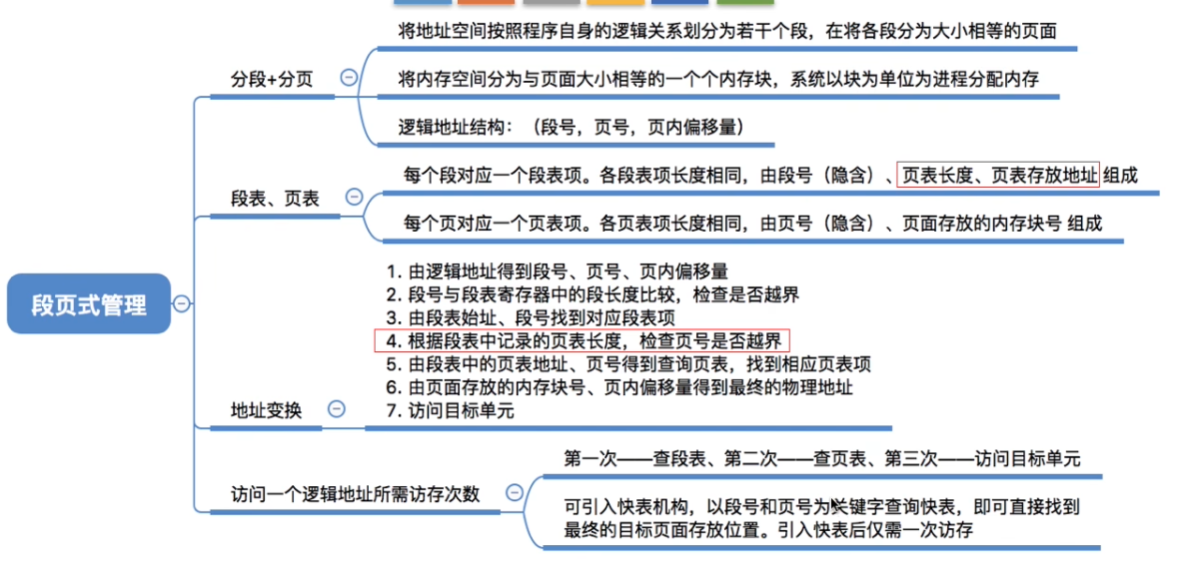 将地址空间按照程序自身的逻辑关系划分为若干个段，在将各段分为大小相等的页面
分段+分页
将内存空间分为与页面大小相等的一个个内存块，系统以块为单位为进程分配内存
逻辑地址结构：（段号，页号，页内偏移量）
每个段对应一个段表项。各段表项长度相同，由段号（隐含）、页表长度、页表存放地址 组成
段表、页表
每个页对应一个页表项。各页表项长度相同，由页号（隐含）、页面存放的内存块号 组成
段页式管理
1. 由逻辑地址得到段号、页号、页内偏移量
2. 段号与段表寄存器中的段长度比较，检查是否越界
3. 由段表始址、段号找到对应段表项
4. 根据段表中记录的页表长度，检查页号是否越界
5. 由段表中的页表地址、页号得到查询页表，找到相应页表项
6. 由页面存放的内存块号、页内偏移量得到最终的物理地址
7. 访问目标单元
地址变换
第一次——查段表、第二次——查页表、第三次——访问目标单元
访问一个逻辑地址所需访存次数
可引入快表机构，以段号和页号为关键字查询快表，即可直接找到
最终的目标页面存放位置。引入快表后仅需一次访存